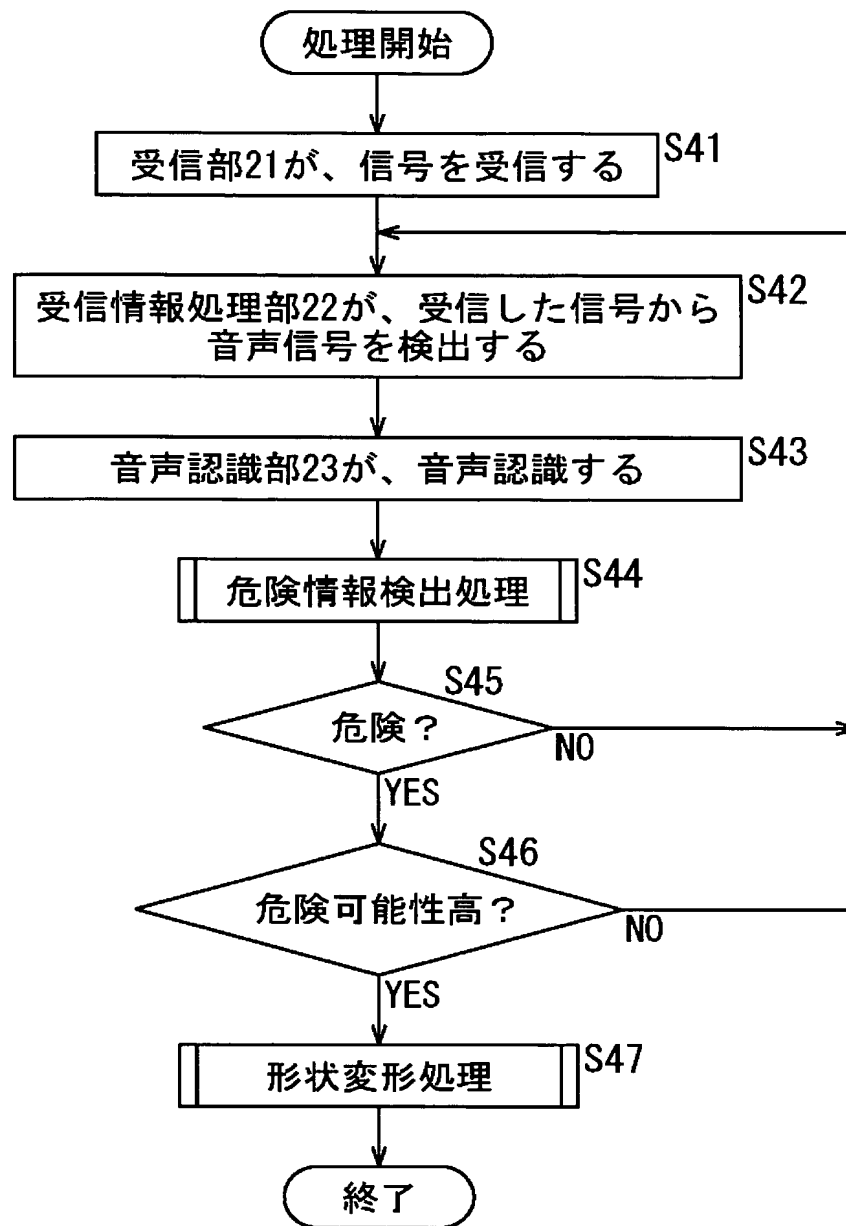 処理開始
受信部21が、信号を受信する
S41
受信情報処理部22が、受信した信号から
音声信号を検出する
S42
音声認識部23が、音声認識する
S43
危険情報検出処理
S44
S45
危険？
NO
YES
S46
危険可能性高？
NO
YES
形状変形処理
S47
終了